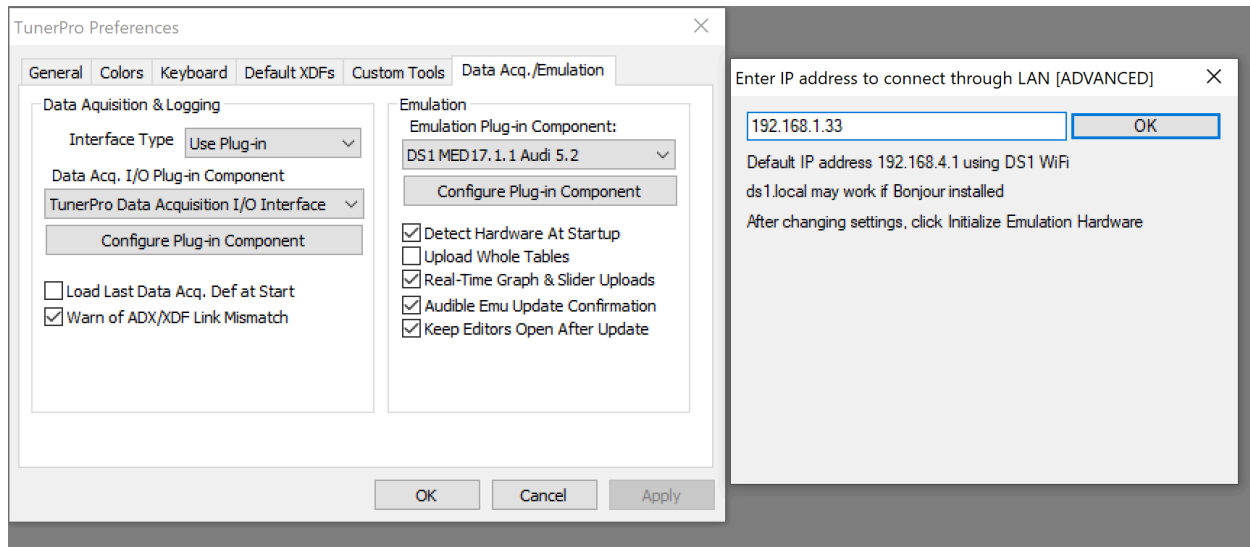 TunerPro Preferences
General Colors Keyboard Default XDFs Custom Tools Data Acq./Emulation
Data Aquisition & Logging
Interface Type Use Plug-in
Data Acq. I/O Plug-in Component
TunerPro Data Acquisition I/O Interface
Configure Plug-in Component
Load Last Data Acq. Def at Start
Warn of ADX/XDF Link Mismatch
Emulation
Emulation Plug-in Component:
DS1 MED17.1.1 Audi 5.2
Configure Plug-in Component
Detect Hardware At Startup
Upload Whole Tables
Real-Time Graph & Slider Uploads
Audible Emu Update Confirmation
Keep Editors Open After Update
OK Cancel Apply
Enter IP address to connect through LAN [ADVANCED]
192.168.1.33 OK
Default IP address 192.168.4.1 using DS1 WiFi
ds1.local may work if Bonjour installed
After changing settings, click Initialize Emulation Hardware